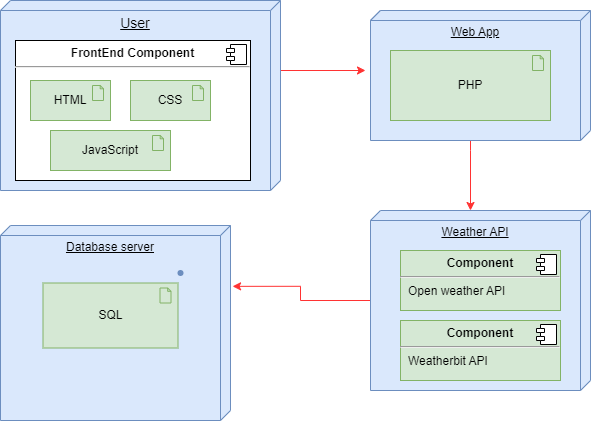 User
FrontEnd Component
HTML
CSS
JavaScript
Web App
PHP
Database server
SQL
Weather API
Component
Open weather API
Component
Weatherbit API